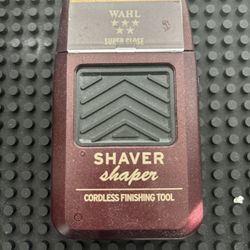 WAHL
SUPER CLOSE
SHAVER
shaper
CORDLESS FINISHING TOOL